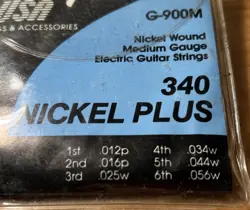 G-900M
& ACCESSORIES
Nickel Wound
Medium Gauge
Electric Guitar Strings
340
NICKEL PLUS
1st .012p 4th .034w
2nd .016p 5th .044w
3rd .025w 6th .056w